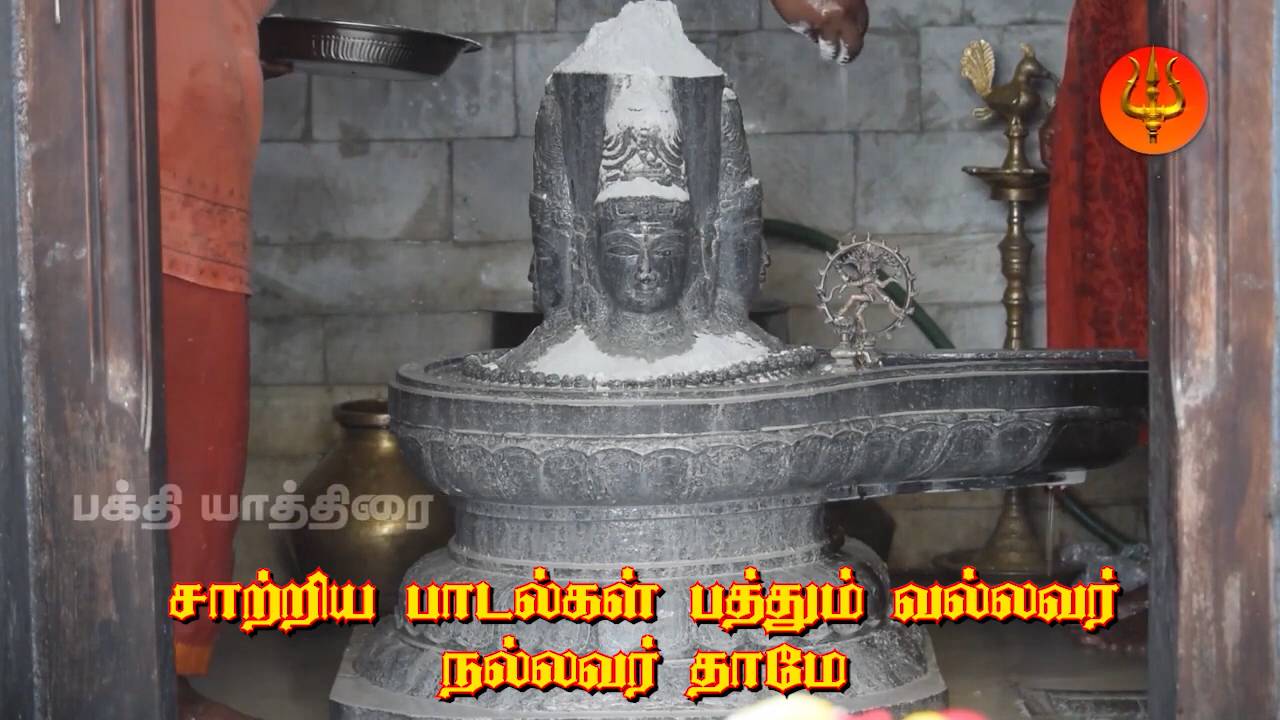 பக்தி யாத்திரை
சாற்றிய பாடல்கள் பத்தும் வல்லவர்
நல்லவர் தாமே